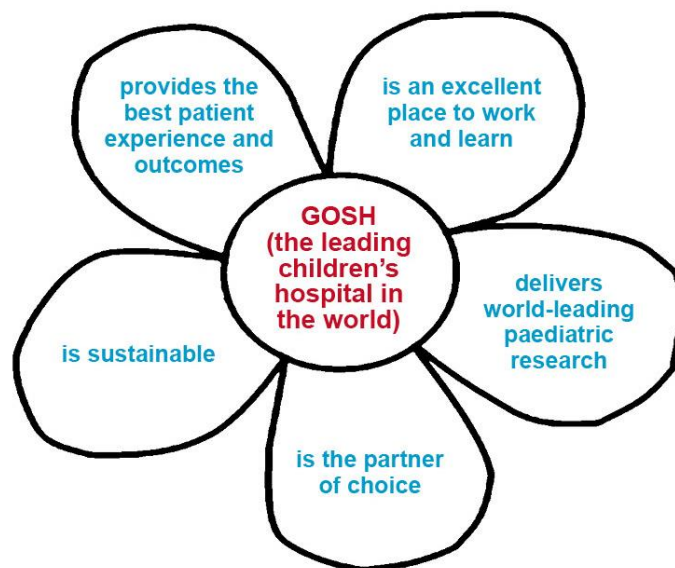 provides the
best patient
experience and
outcomes
is an excellent
place to work
and learn
GOSH
(the leading
children's
hospital in
the world)
delivers
world-leading
paediatric
research
is sustainable
is the partner
of choice